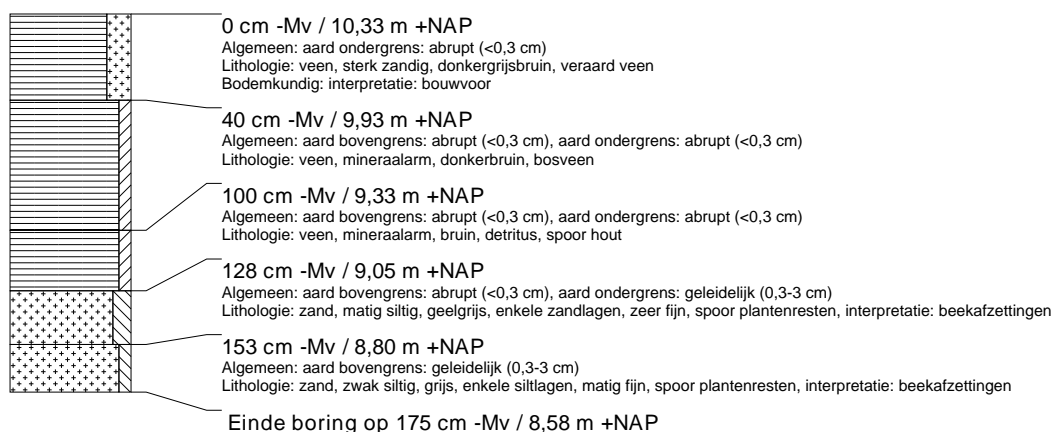 0 cm -Mv / 10,33 m +NAP
Algemeen: aard ondergrens: abrupt (<0,3 cm)
Lithologie: veen, sterk zandig, donkergrijsbruin, veraard veen
Bodemkundig: interpretatie: bouwvoor
40 cm -Mv / 9,93 m +NAP
Algemeen: aard bovengrens: abrupt (<0,3 cm), aard ondergrens: abrupt (<0,3 cm)
Lithologie: veen, mineraalarm, donkerbruin, bosveen
100 cm -Mv / 9,33 m +NAP
Algemeen: aard bovengrens: abrupt (<0,3 cm), aard ondergrens: abrupt (<0,3 cm)
Lithologie: veen, mineraalarm, bruin, detritus, spoor hout
128 cm -Mv / 9,05 m +NAP
Algemeen: aard bovengrens: abrupt (<0,3 cm), aard ondergrens: geleidelijk (0,3-3 cm)
Lithologie: zand, matig siltig, geelgrijs, enkele zandlagen, zeer fijn, spoor plantenresten, interpretatie: beekafzettingen
153 cm -Mv / 8,80 m +NAP
Algemeen: aard bovengrens: geleidelijk (0,3-3 cm)
Lithologie: zand, zwak siltig, grijs, enkele siltlagen, matig fijn, spoor plantenresten, interpretatie: beekafzettingen
Einde boring op 175 cm -Mv / 8,58 m +NAP